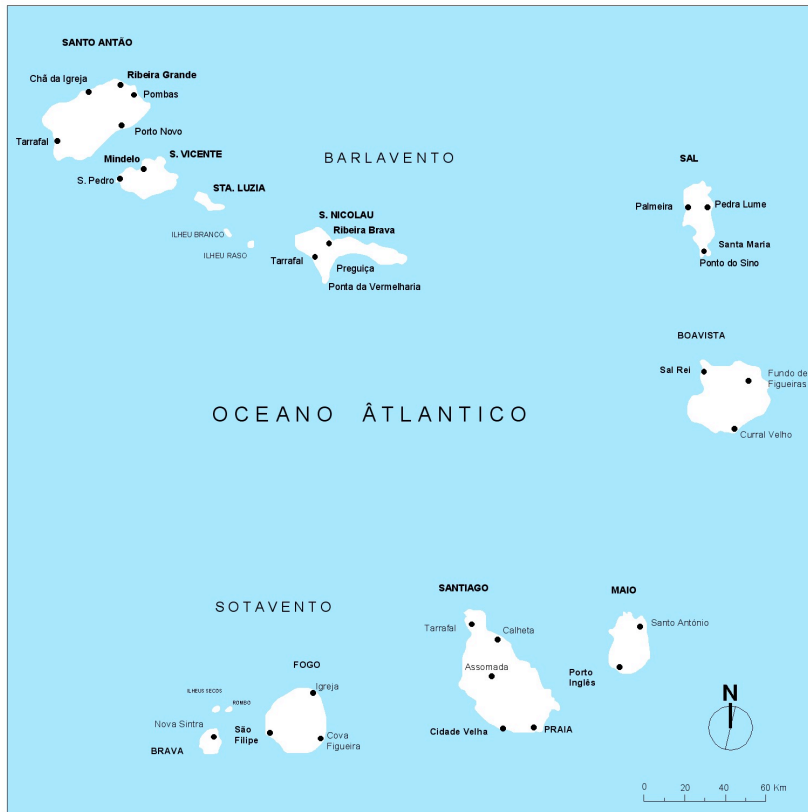 SANTO ANTÃO
Ribeira Grande
Chã da Igreja
Pombas
Porto Novo
Tarrafal
Mindelo
S. VICENTE
S. Pedro
BARLAVENTO
STA. LUZIA
ILHEU BRANCO
ILHEU RASO
S. NICOLAU
Ribeira Brava
Tarrafal
Preguiça
Ponta da Vermelharia
SAL
Palmeira
Pedra Lume
Santa Maria
Ponto do Sino
BOAVISTA
Sal Rei
Fundo de
Figueiras
Curral Velho
OCEANO ÂTLANTICO
SOTAVENTO
SANTIAGO
Tarrafal
Calheta
Assomada
Cidade Velha
PRAIA
MAIO
Santo António
Porto
Inglês
FOGO
Igreja
São
Filipe
Cova
Figueira
ILHEUS SECOS
ROMBO
Nova Sintra
BRAVA
N
0 20 40 60 Km